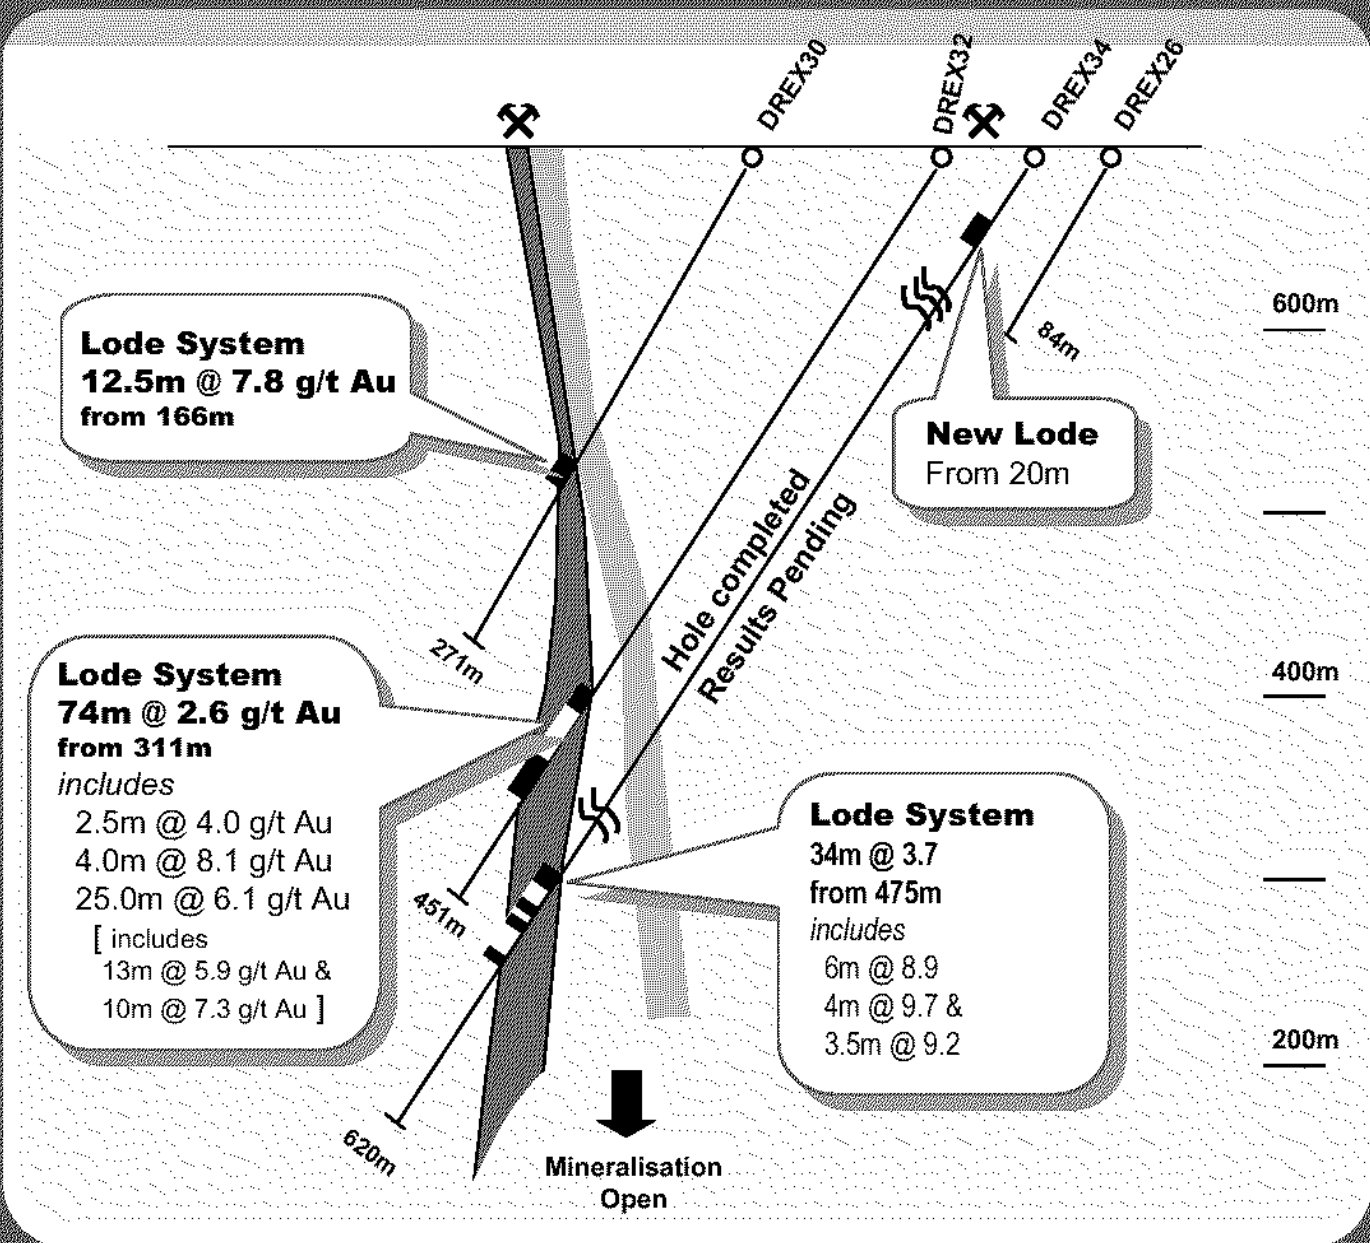 DREX30
DREX32
DREX34
DREX26
600m
84m
Lode System
12.5m @ 7.8 g/t Au
from 166m
New Lode
From 20m
Hole completed
Results Pending
271m
400m
Lode System
74m @ 2.6 g/t Au
from 311m
includes
2.5m @ 4.0 g/t Au
4.0m @ 8.1 g/t Au
25.0m @ 6.1 g/t Au
[ includes
13m @ 5.9 g/t Au &
10m @ 7.3 g/t Au ]
451m
Lode System
34m @ 3.7
from 475m
includes
6m @ 8.9
4m @ 9.7 &
3.5m @ 9.2
200m
620m
Mineralisation
Open